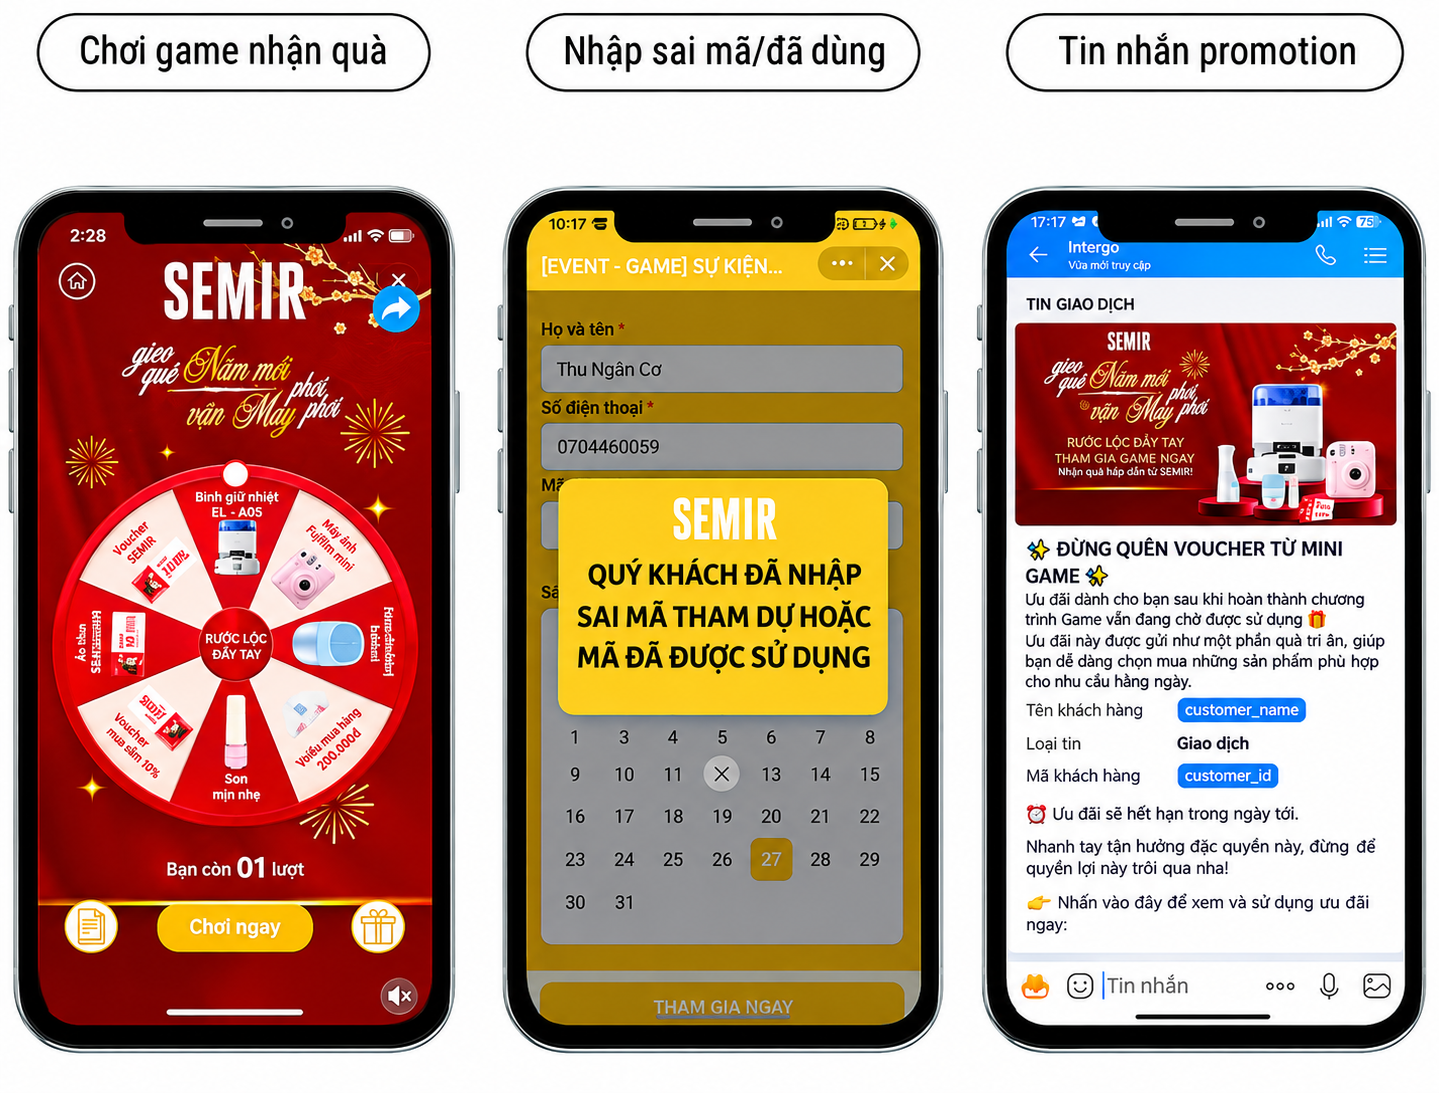 Chơi game nhận quà
Nhập sai mã/đã dùng
Tin nhắn promotion
2:28
SEMIR
gieo
quẻ Năm mới
vận May
phơi
phới
Bình giữ nhiệt
EL - A05
Máy ảnh
Fujifilm mini
200.000đ
Son
mịn nhẹ
Voucher
mua sắm 10%
Voucher
SEMIR
RƯỚC LỘC
ĐẦY TAY
Bạn còn 01 lượt
Chơi ngay
10:17
[EVENT - GAME] SỰ KIỆN...
Họ và tên *
Thu Ngân Cơ
Số điện thoại *
0704460059
Mã
SEMIR
QUÝ KHÁCH ĐÃ NHẬP
SAI MÃ THAM DỰ HOẶC
MÃ ĐÃ ĐƯỢC SỬ DỤNG
1 3 4 5 6 7 8
9 10 11 13 14 15
16 17 18 19 20 21 22
23 24 25 26 27 28 29
30 31
THAM GIA NGAY
17:17
75
Intergo
Vừa mới truy cập
TIN GIAO DỊCH
SEMIR
gieo
quẻ Năm mới
vận May
phơi
phới
RƯỚC LỘC ĐẦY TAY
THAM GIA GAME NGAY
Nhận quà hấp dẫn từ SEMIR!
✨ ĐỪNG QUÊN VOUCHER TỪ MINI
GAME ✨
Ưu đãi dành cho bạn sau khi hoàn thành chương
trình Game vẫn đang chờ được sử dụng 🎁
Ưu đãi này được gửi như một phần quà tri ân, giúp
bạn dễ dàng chọn mua những sản phẩm phù hợp
cho nhu cầu hằng ngày.
Tên khách hàng customer_name
Loại tin Giao dịch
Mã khách hàng customer_id
⏰ Ưu đãi sẽ hết hạn trong ngày tới.
Nhanh tay tận hưởng đặc quyền này, đừng để
quyền lợi này trôi qua nha!
👉 Nhấn vào đây để xem và sử dụng ưu đãi
ngay:
Tin nhắn